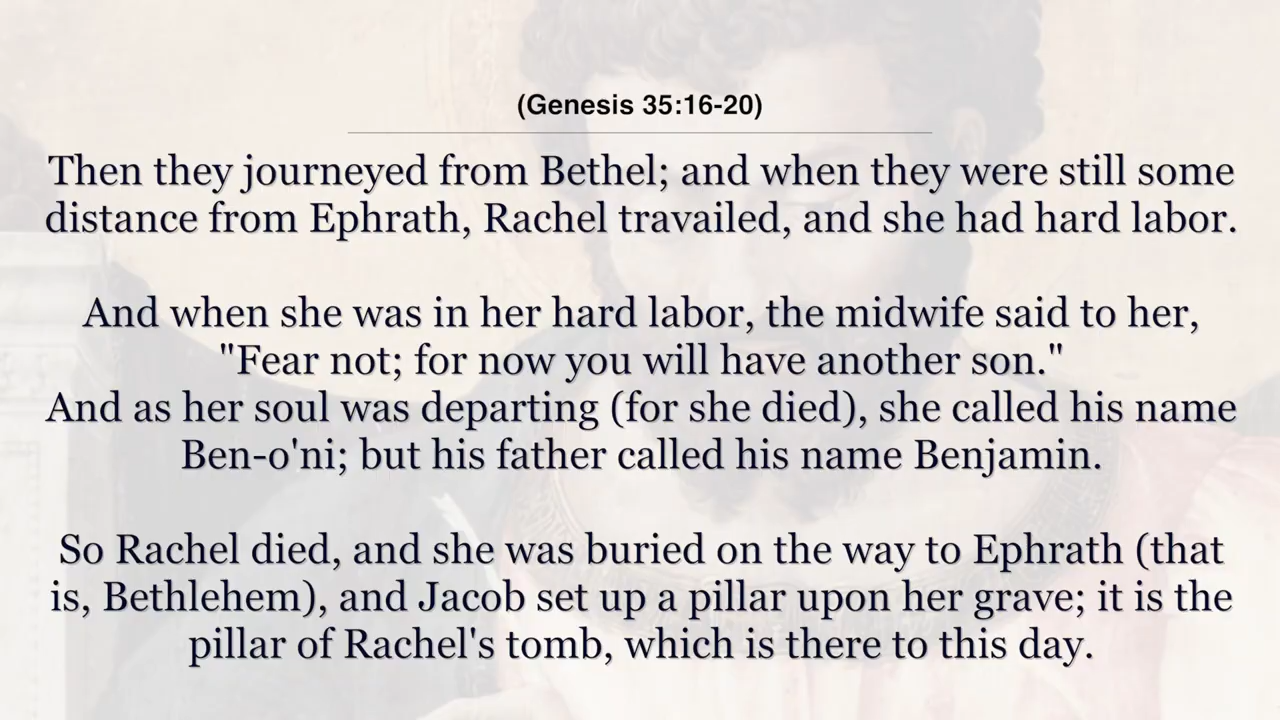 (Genesis 35:16-20)
Then they journeyed from Bethel; and when they were still some
distance from Ephrath, Rachel travailed, and she had hard labor.
And when she was in her hard labor, the midwife said to her,
"Fear not; for now you will have another son."
And as her soul was departing (for she died), she called his name
Ben-o'ni; but his father called his name Benjamin.
So Rachel died, and she was buried on the way to Ephrath (that
is, Bethlehem), and Jacob set up a pillar upon her grave; it is the
pillar of Rachel's tomb, which is there to this day.